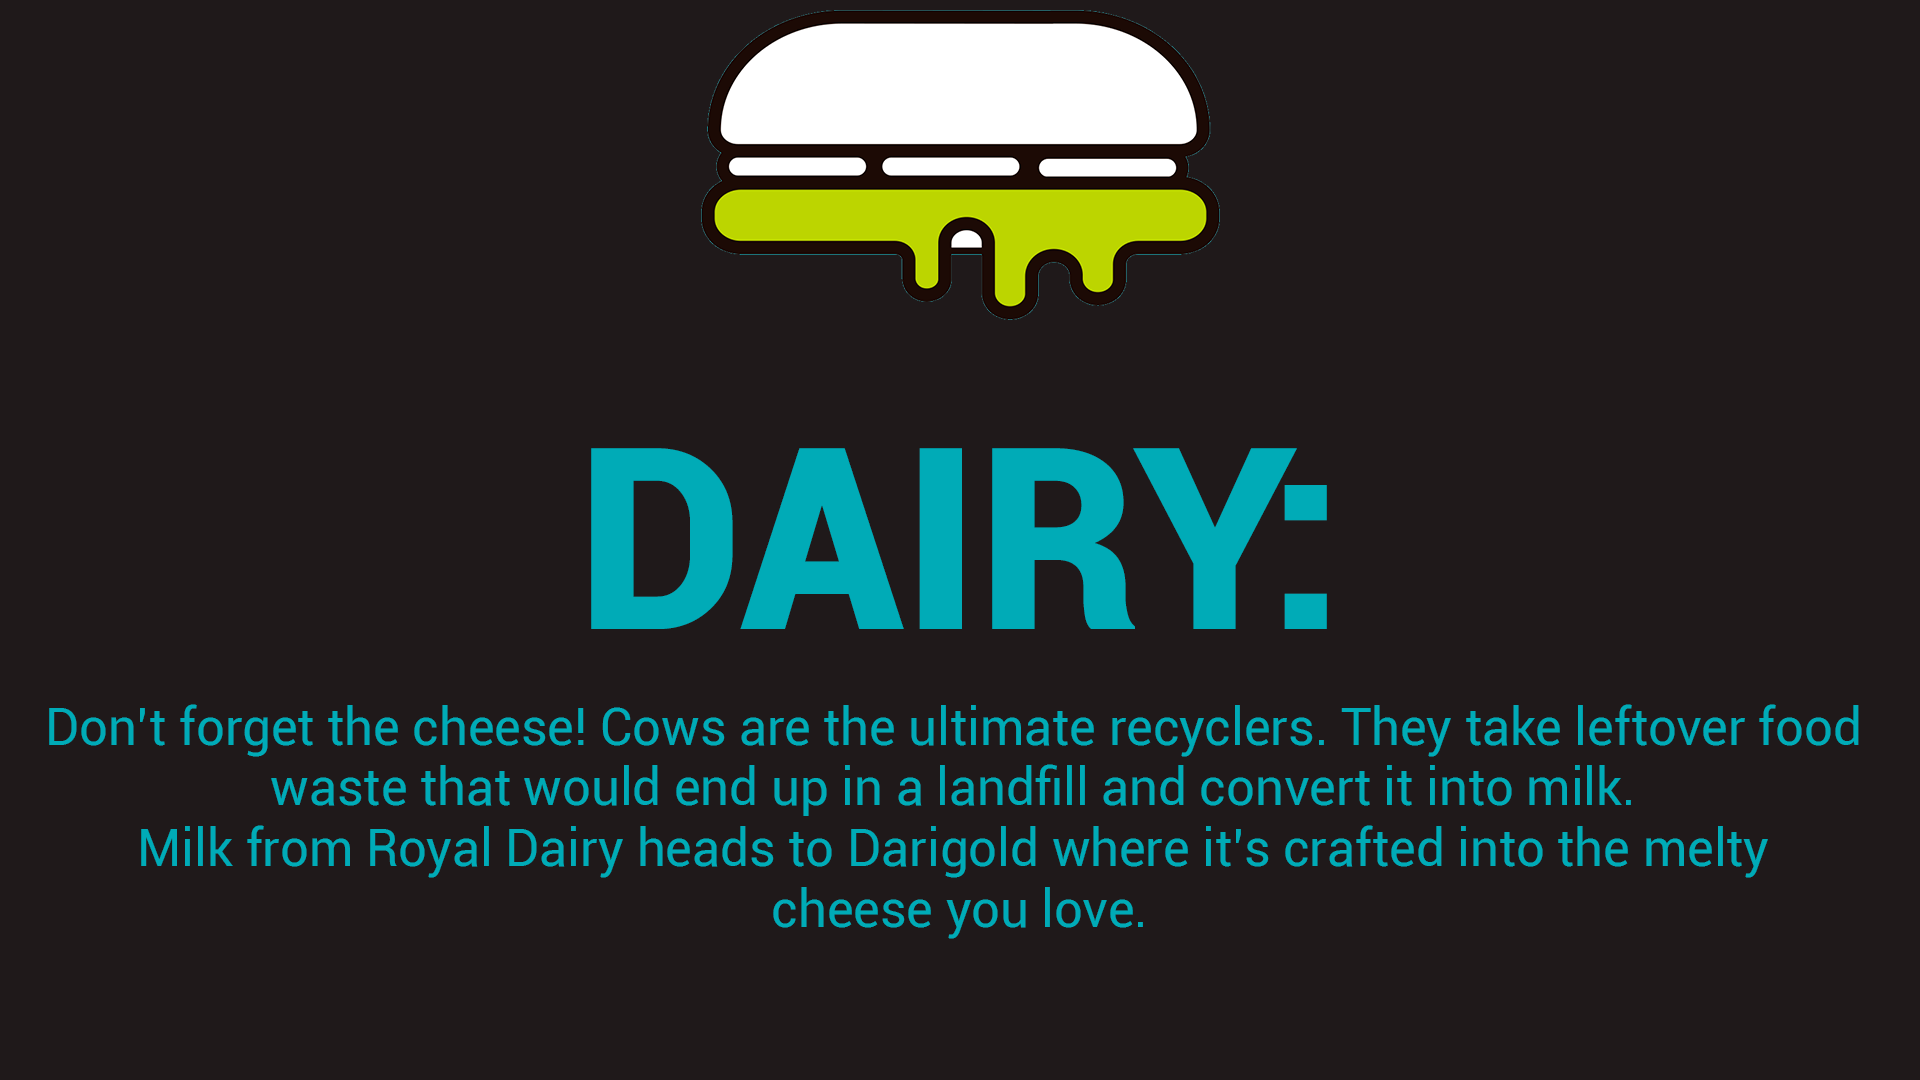 DAIRY:
Don't forget the cheese! Cows are the ultimate recyclers. They take leftover food
waste that would end up in a landfill and convert it into milk.
Milk from Royal Dairy heads to Darigold where it's crafted into the melty
cheese you love.